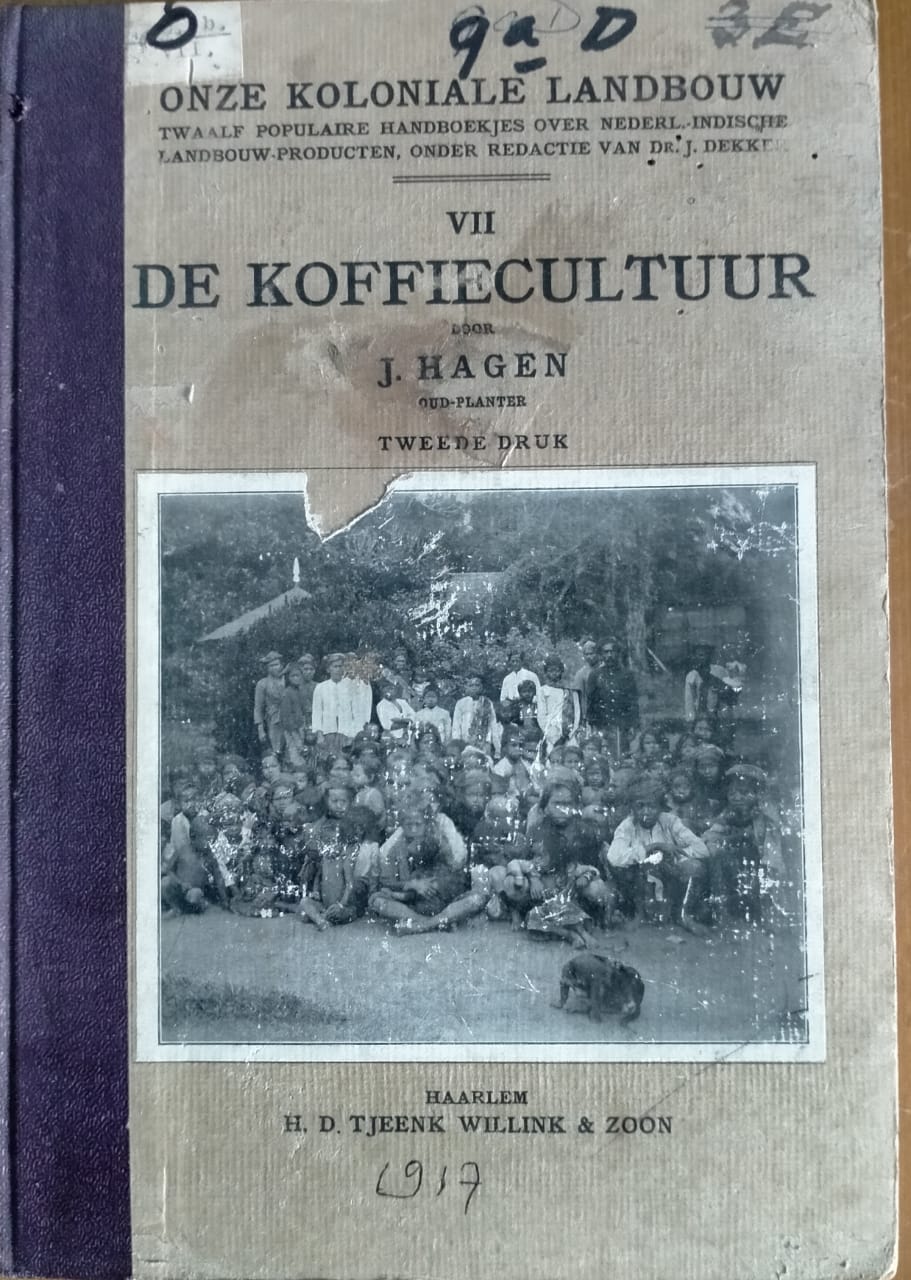 9a D 3E
ONZE KOLONIALE LANDBOUW
TWAALF POPULAIRE HANDBOEKJES OVER NEDERL.-INDISCHE
LANDBOUW-PRODUCTEN, ONDER REDACTIE VAN DR. J. DEKKER
VII
DE KOFFIECULTUUR
DOOR
J. HAGEN
OUD-PLANTER
TWEEDE DRUK
HAARLEM
H. D. TJEENK WILLINK & ZOON
1917